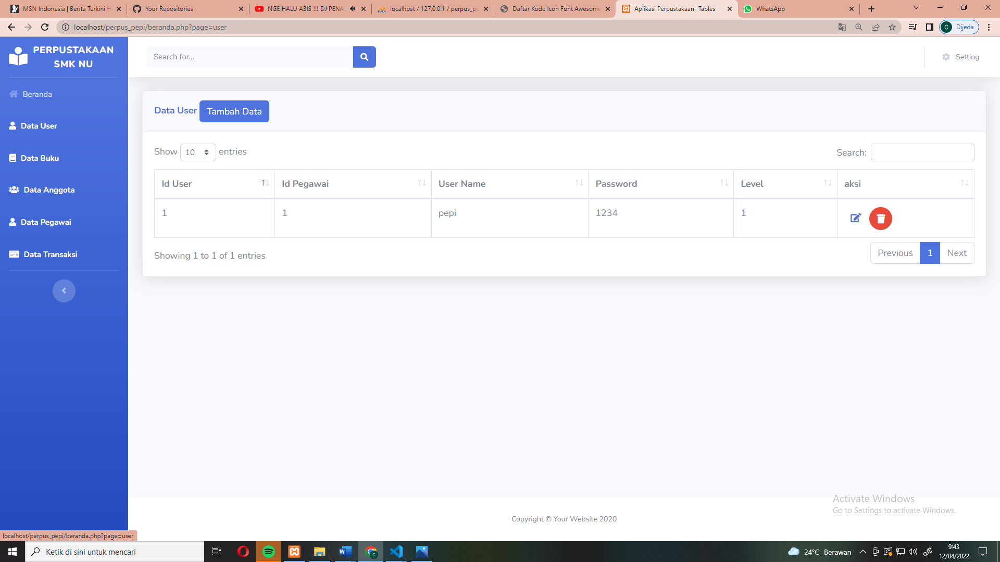 MSN Indonesia | Berita Terkini H
Your Repositories
NGE HALU ABIS !!! DJ PENA
localhost / 127.0.0.1 / perpus_pe
Daftar Kode Icon Font Awesome
Aplikasi Perpustakaan- Tables
WhatsApp
localhost/perpus_pepi/beranda.php?page=user
C
Dijeda
PERPUSTAKAAN
SMK NU
Beranda
Data User
Data Buku
Data Anggota
Data Pegawai
Data Transaksi
Search for...
Setting
Data User
Tambah Data
Show 10 entries
Search:
Id User
Id Pegawai
User Name
Password
Level
aksi
1
1
pepi
1234
1
Showing 1 to 1 of 1 entries
Previous
1
Next
Activate Windows
Go to Settings to activate Windows.
Copyright © Your Website 2020
localhost/perpus_pepi/beranda.php?page=user
Ketik di sini untuk mencari
24°C Berawan
9:43
12/04/2022